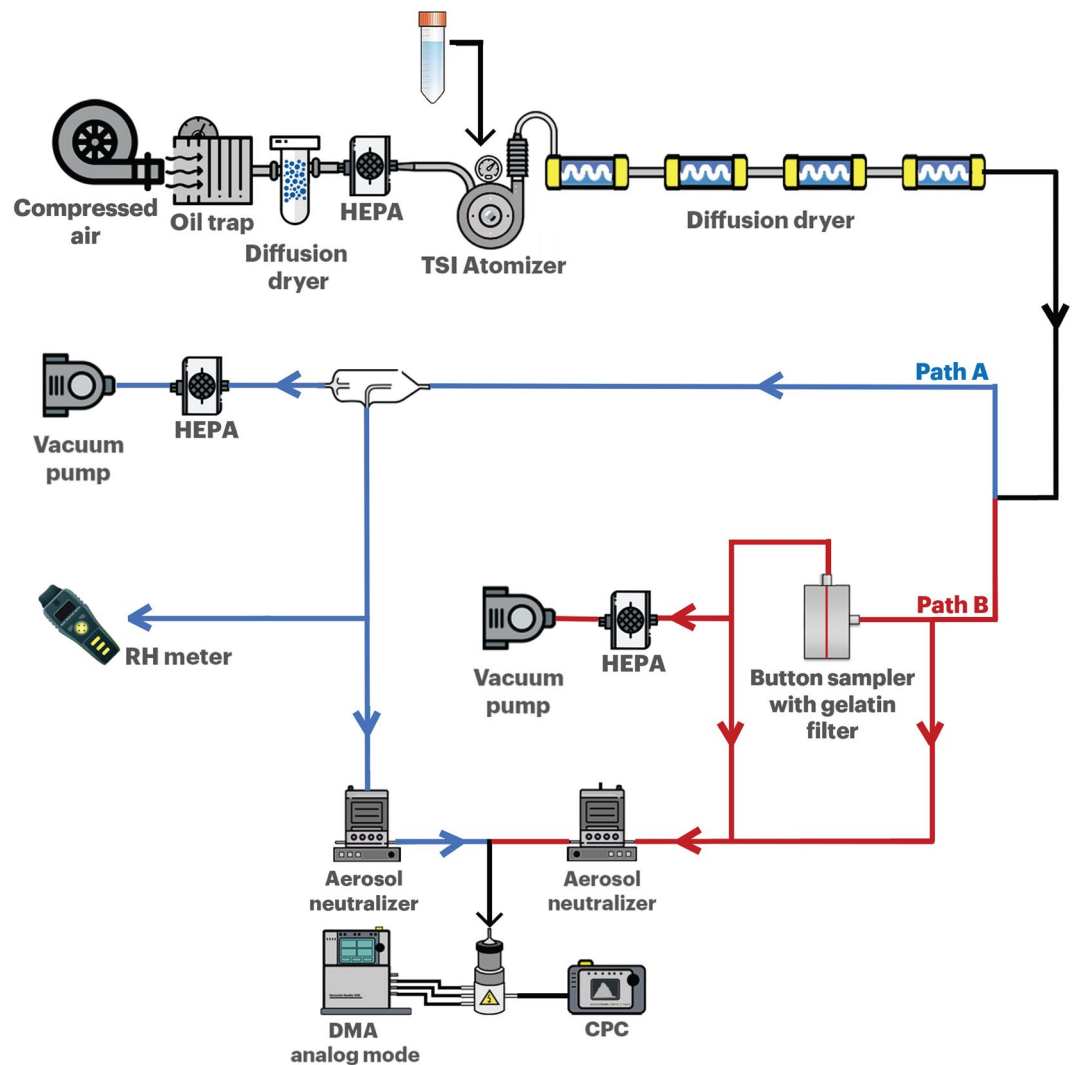 Compressed
air
Oil trap
Diffusion
dryer
HEPA
TSI Atomizer
Diffusion dryer
Path A
HEPA
Vacuum
pump
RH meter
Path B
HEPA
Vacuum
pump
Button sampler
with gelatin
filter
Aerosol
neutralizer
Aerosol
neutralizer
DMA
analog mode
CPC